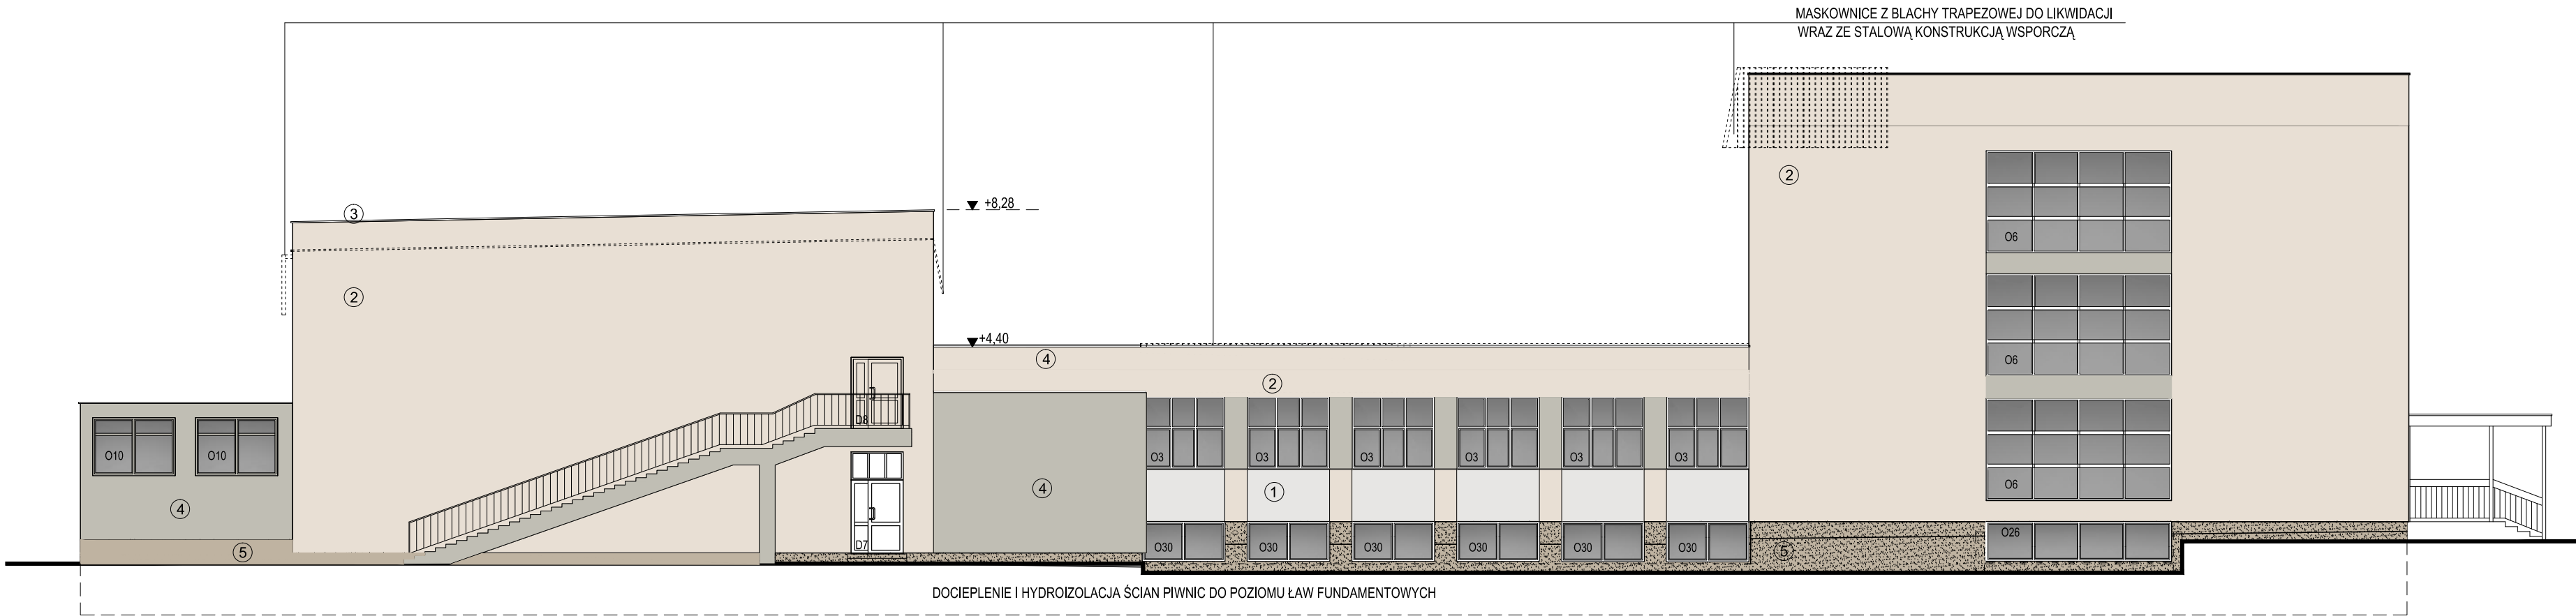 MASKOWNICE Z BLACHY TRAPEZOWEJ DO LIKWIDACJI
WRAZ ZE STALOWĄ KONSTRUKCJĄ WSPORCZĄ
2
3
+8,28
O6
2
+4,40
4
O6
2
D8
O10 O10
O3 O3 O3 O3 O3 O3
O6
4
1
4
O26
D7
O30 O30 O30 O30 O30 O30
5
5
DOCIEPLENIE I HYDROIZOLACJA ŚCIAN PIWNIC DO POZIOMU ŁAW FUNDAMENTOWYCH